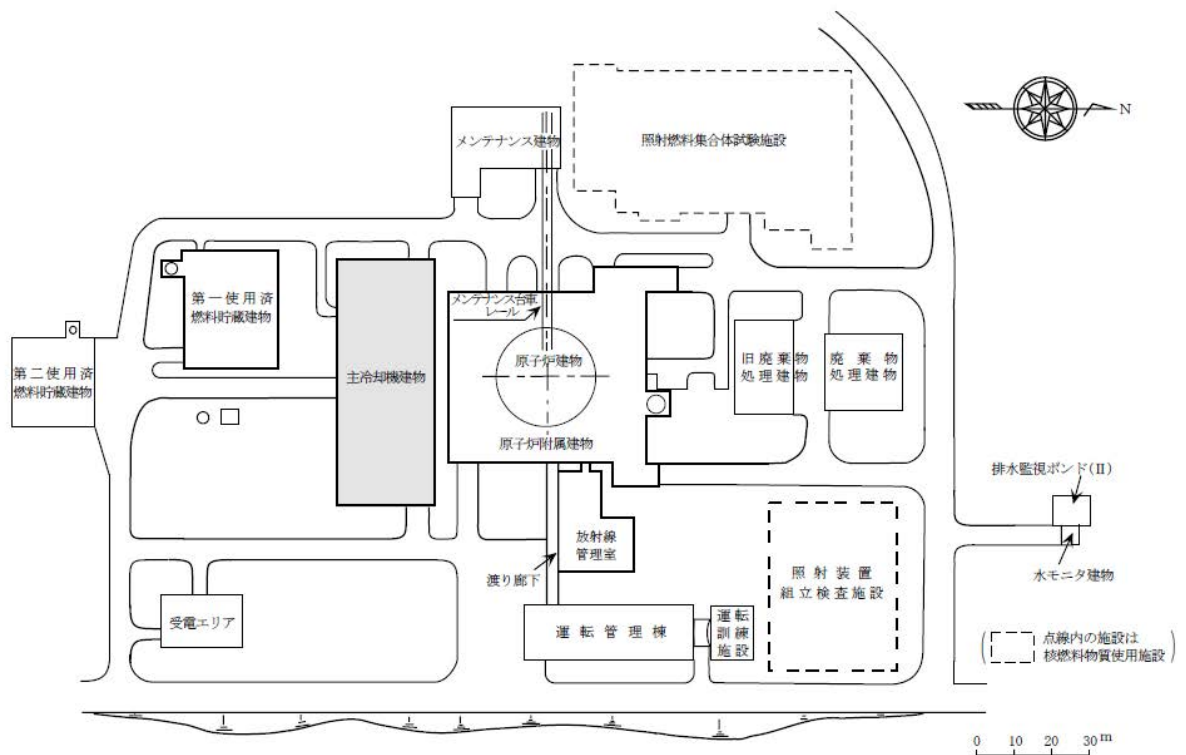 メンテナンス建物
照射燃料集合体試験施設
N
第一使用済
燃料貯蔵建物
メンテナンス台車
レール
第二使用済
燃料貯蔵建物
主冷却機建物
原子炉建物
旧廃棄物
処理建物
廃棄物
処理建物
原子炉附属建物
排水監視ポンド(II)
放射線
管理室
渡り廊下
照射装置
組立検査施設
水モニタ建物
受電エリア
運転管理棟
運転
訓練
施設
点線内の施設は
核燃料物質使用施設
0 10 20 30 m